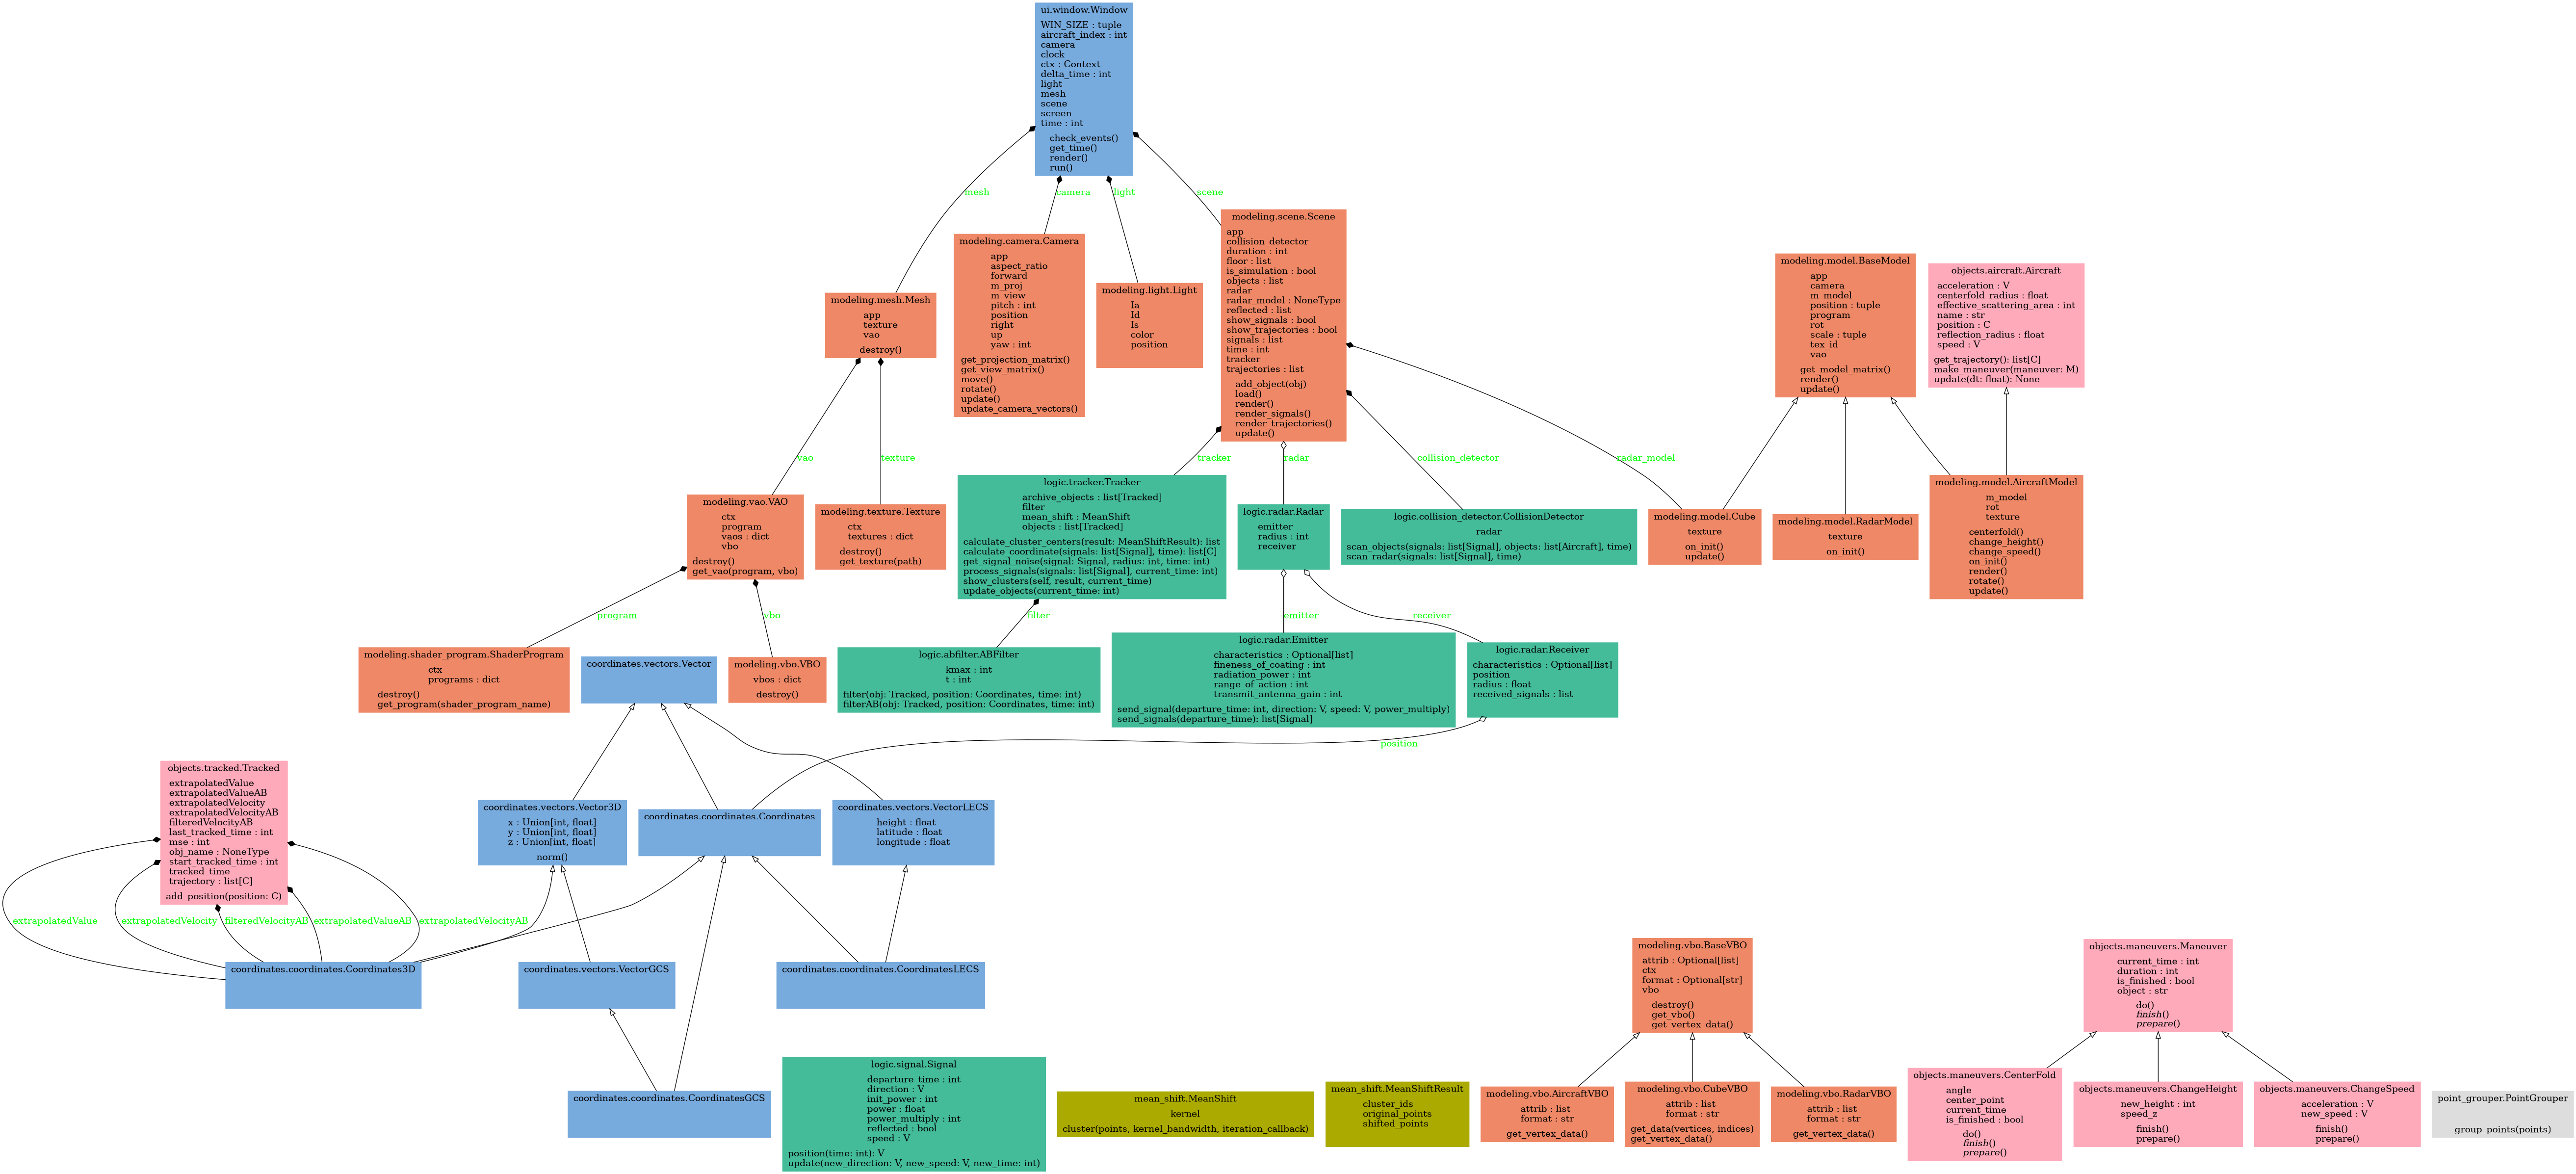 ui.window.Window
WIN_SIZE : tuple
aircraft_index : int
camera
clock
ctx : Context
delta_time : int
light
mesh
scene
screen
time : int
check_events()
get_time()
render()
run()
mesh
camera
light
scene
modeling.mesh.Mesh
app
texture
vao
destroy()
modeling.camera.Camera
app
aspect_ratio
forward
m_proj
m_view
pitch : int
position
right
up
yaw : int
get_projection_matrix()
get_view_matrix()
move()
rotate()
update()
update_camera_vectors()
modeling.light.Light
Ia
Id
Is
color
position
modeling.scene.Scene
app
collision_detector
duration : int
floor : list
is_simulation : bool
objects : list
radar
radar_model : NoneType
reflected : list
show_signals : bool
show_trajectories : bool
signals : list
time : int
tracker
trajectories : list
add_object(obj)
load()
render()
render_signals()
render_trajectories()
update()
modeling.model.BaseModel
app
camera
m_model
position : tuple
program
rot
scale : tuple
tex_id
vao
get_model_matrix()
render()
update()
objects.aircraft.Aircraft
acceleration : V
centerfold_radius : float
effective_scattering_area : int
name : str
position : C
reflection_radius : float
speed : V
get_trajectory(): list[C]
make_maneuver(maneuver: M)
update(dt: float): None
vao
texture
tracker
radar
collision_detector
radar_model
modeling.vao.VAO
ctx
program
vaos : dict
vbo
destroy()
get_vao(program, vbo)
modeling.texture.Texture
ctx
textures : dict
destroy()
get_texture(path)
logic.tracker.Tracker
archive_objects : list[Tracked]
filter
mean_shift : MeanShift
objects : list[Tracked]
calculate_cluster_centers(result: MeanShiftResult): list
calculate_coordinate(signals: list[Signal], time): list[C]
get_signal_noise(signal: Signal, radius: int, time: int)
process_signals(signals: list[Signal], current_time: int)
show_clusters(self, result, current_time)
update_objects(current_time: int)
logic.radar.Radar
emitter
radius : int
receiver
logic.collision_detector.CollisionDetector
radar
scan_objects(signals: list[Signal], objects: list[Aircraft], time)
scan_radar(signals: list[Signal], time)
modeling.model.Cube
texture
on_init()
update()
modeling.model.RadarModel
texture
on_init()
modeling.model.AircraftModel
m_model
rot
texture
centerfold()
change_height()
change_speed()
on_init()
render()
rotate()
update()
program
vbo
filter
emitter
receiver
modeling.shader_program.ShaderProgram
ctx
programs : dict
destroy()
get_program(shader_program_name)
coordinates.vectors.Vector
modeling.vbo.VBO
vbos : dict
destroy()
logic.abfilter.ABFilter
kmax : int
t : int
filter(obj: Tracked, position: Coordinates, time: int)
filterAB(obj: Tracked, position: Coordinates, time: int)
logic.radar.Emitter
characteristics : Optional[list]
fineness_of_coating : int
radiation_power : int
range_of_action : int
transmit_antenna_gain : int
send_signal(departure_time: int, direction: V, speed: V, power_multiply)
send_signals(departure_time): list[Signal]
logic.radar.Receiver
characteristics : Optional[list]
position
radius : float
received_signals : list
position
objects.tracked.Tracked
extrapolatedValue
extrapolatedValueAB
extrapolatedVelocity
extrapolatedVelocityAB
filteredVelocityAB
last_tracked_time : int
mse : int
obj_name : NoneType
start_tracked_time : int
tracked_time
trajectory : list[C]
add_position(position: C)
coordinates.vectors.Vector3D
x : Union[int, float]
y : Union[int, float]
z : Union[int, float]
norm()
coordinates.coordinates.Coordinates
coordinates.vectors.VectorLECS
height : float
latitude : float
longitude : float
extrapolatedValue
extrapolatedVelocity
filteredVelocityAB
extrapolatedValueAB
extrapolatedVelocityAB
coordinates.coordinates.Coordinates3D
coordinates.vectors.VectorGCS
coordinates.coordinates.CoordinatesLECS
modeling.vbo.BaseVBO
attrib : Optional[list]
ctx
format : Optional[str]
vbo
destroy()
get_vbo()
get_vertex_data()
objects.maneuvers.Maneuver
current_time : int
duration : int
is_finished : bool
object : str
do()
finish()
prepare()
coordinates.coordinates.CoordinatesGCS
logic.signal.Signal
departure_time : int
direction : V
init_power : int
power : float
power_multiply : int
reflected : bool
speed : V
position(time: int): V
update(new_direction: V, new_speed: V, new_time: int)
mean_shift.MeanShift
kernel
cluster(points, kernel_bandwidth, iteration_callback)
mean_shift.MeanShiftResult
cluster_ids
original_points
shifted_points
modeling.vbo.AircraftVBO
attrib : list
format : str
get_vertex_data()
modeling.vbo.CubeVBO
attrib : list
format : str
get_data(vertices, indices)
get_vertex_data()
modeling.vbo.RadarVBO
attrib : list
format : str
get_vertex_data()
objects.maneuvers.CenterFold
angle
center_point
current_time
is_finished : bool
do()
finish()
prepare()
objects.maneuvers.ChangeHeight
new_height : int
speed_z
finish()
prepare()
objects.maneuvers.ChangeSpeed
acceleration : V
new_speed : V
finish()
prepare()
point_grouper.PointGrouper
group_points(points)